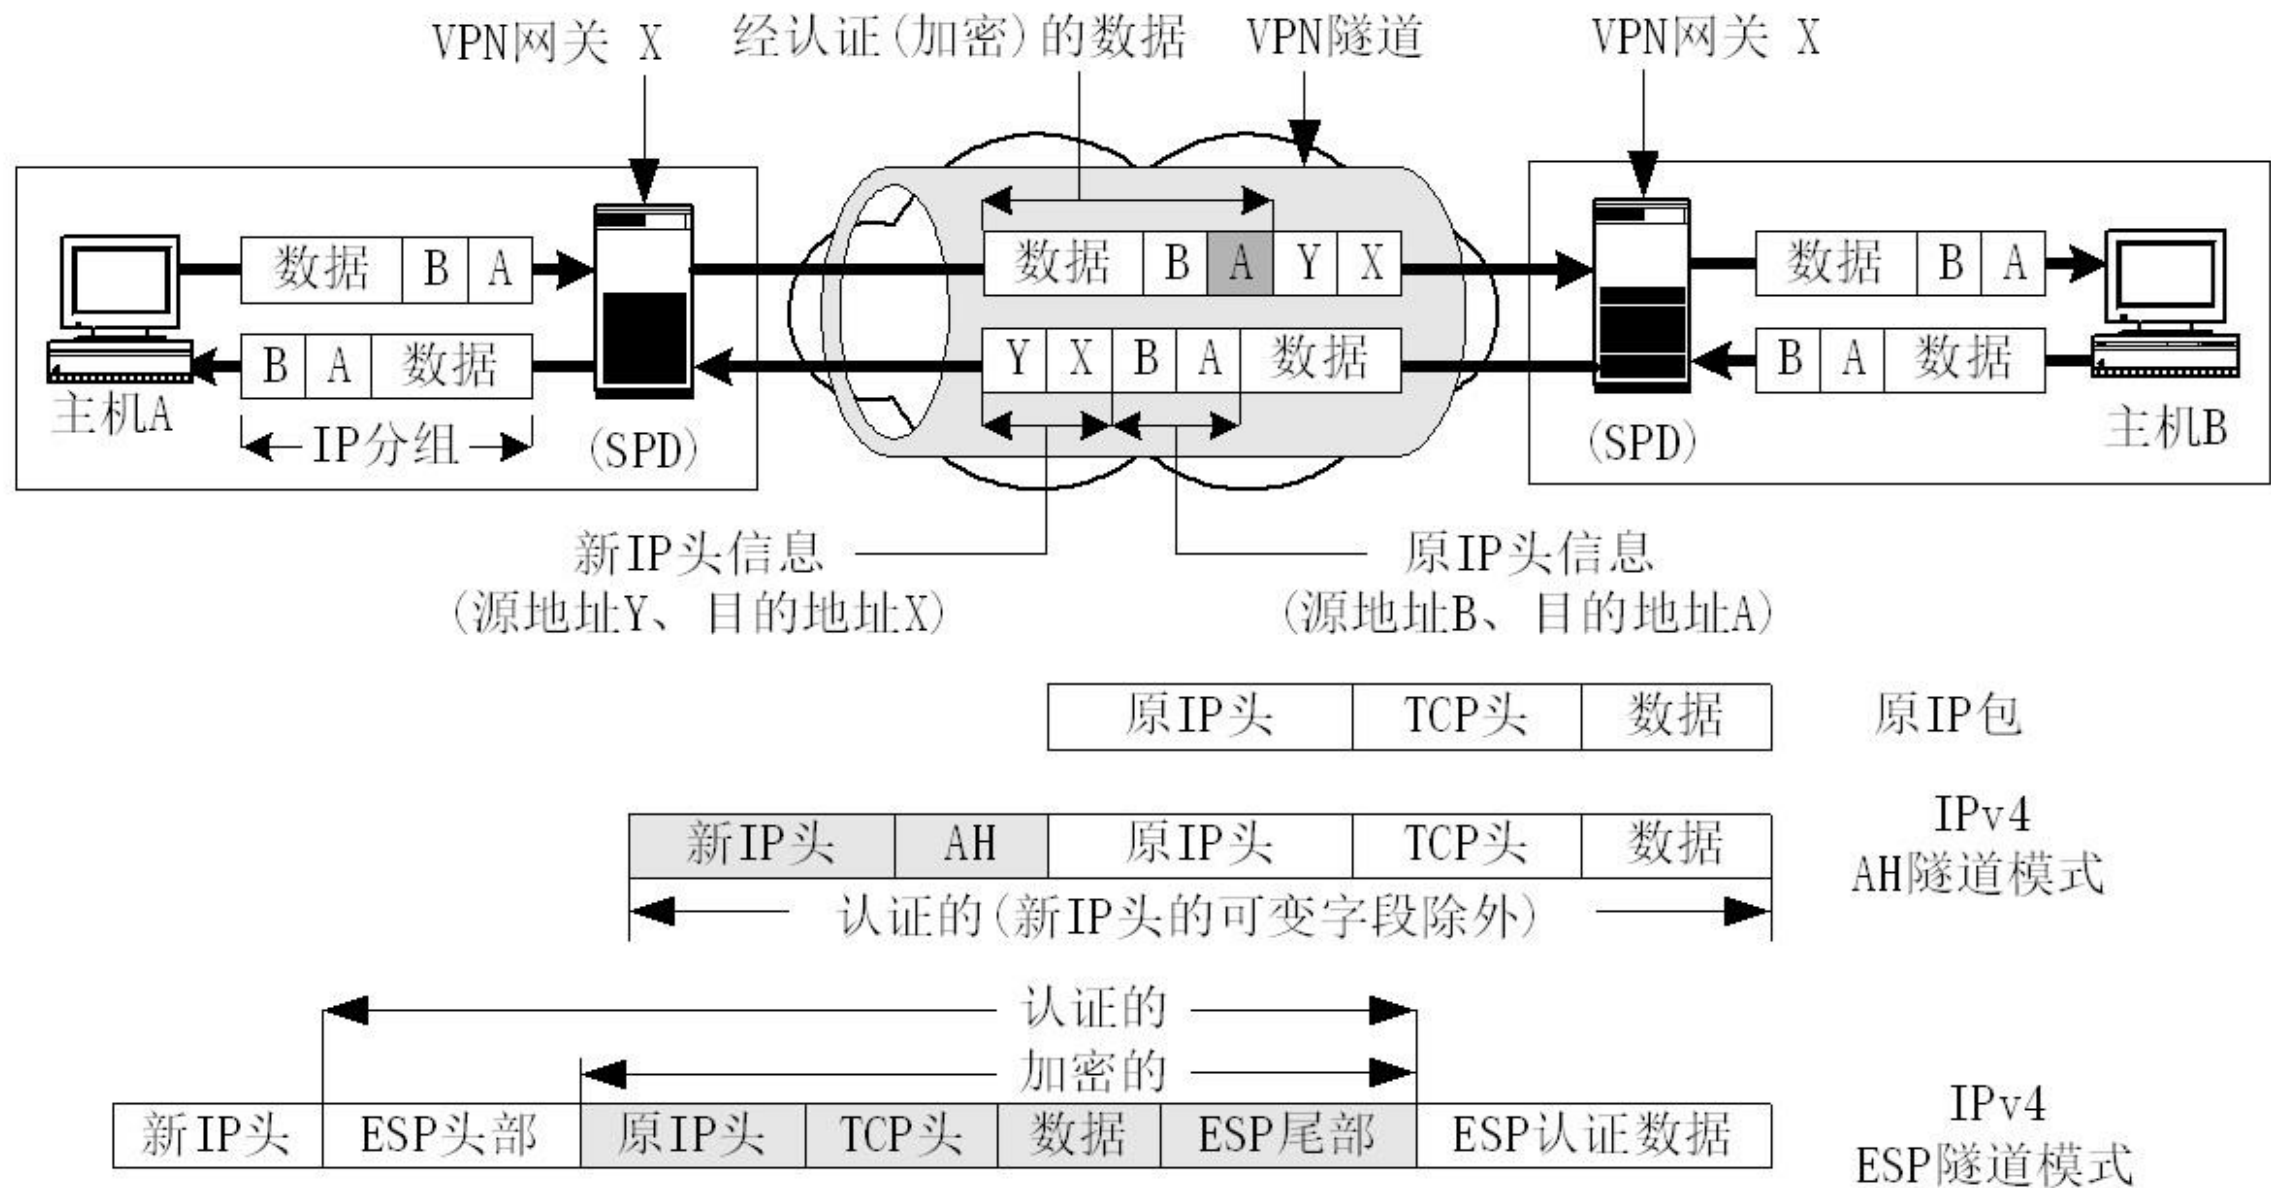 VPN网关 X
经认证(加密)的数据
VPN隧道
VPN网关 X
数据 B A
数据 B A Y X
数据 B A
B A 数据
Y X B A 数据
B A 数据
主机A
IP分组
(SPD)
(SPD)
主机B
新IP头信息
(源地址Y、目的地址X)
原IP头信息
(源地址B、目的地址A)
原IP头 TCP头 数据 原IP包
新IP头 AH 原IP头 TCP头 数据
IPv4
AH隧道模式
认证的(新IP头的可变字段除外)
认证的
加密的
新IP头 ESP头部 原IP头 TCP头 数据 ESP尾部 ESP认证数据
IPv4
ESP隧道模式